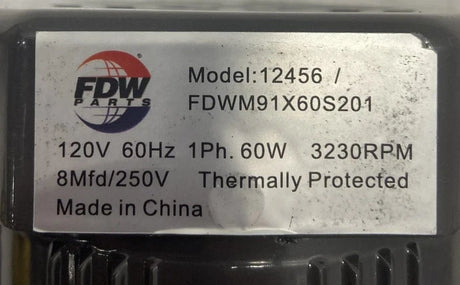 FDW
PARTS
Model:12456 /
FDWM91X60S201
120V 60Hz 1Ph. 60W 3230RPM
8Mfd/250V Thermally Protected
Made in China